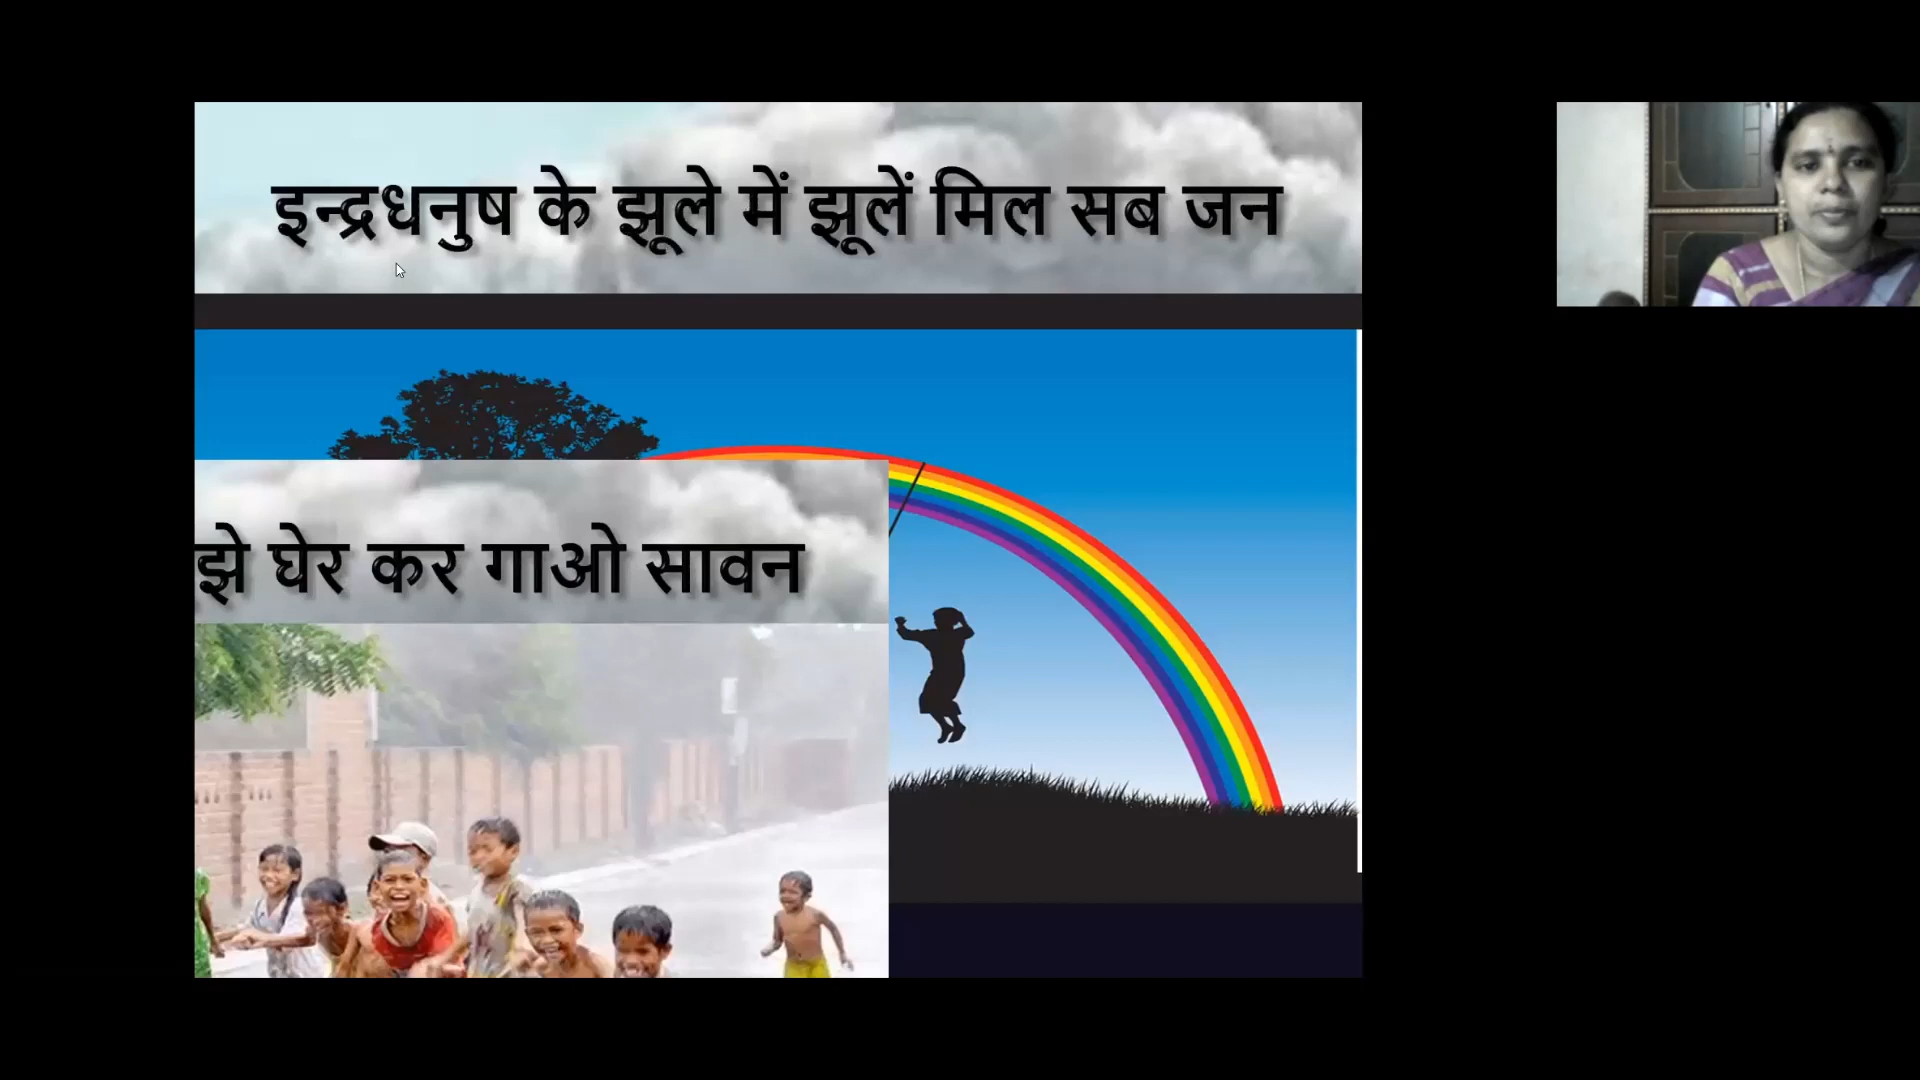 इन्द्रधनुष के झूले में झूलें मिल सब जन
घेर कर गाओ सावन